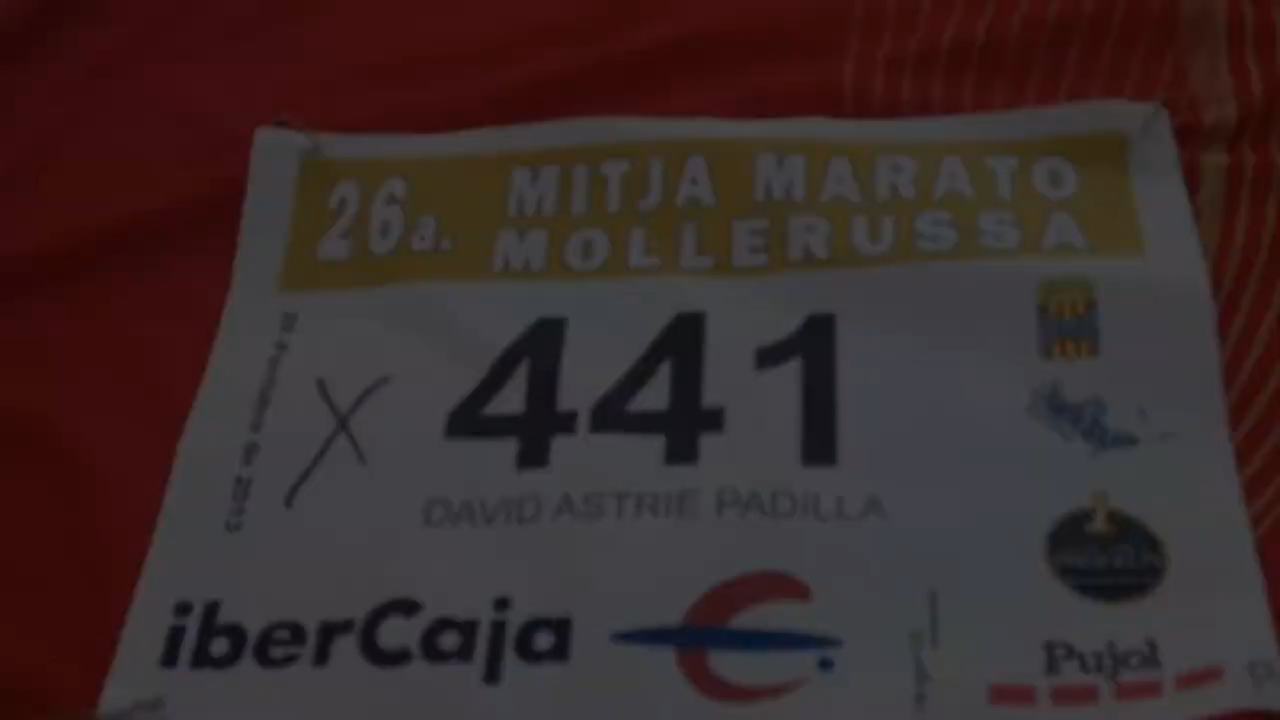 26a.
MITJA MARATO
MOLLERUSSA
441
DAVID ASTRIE PADILLA
iberCaja
Pujol